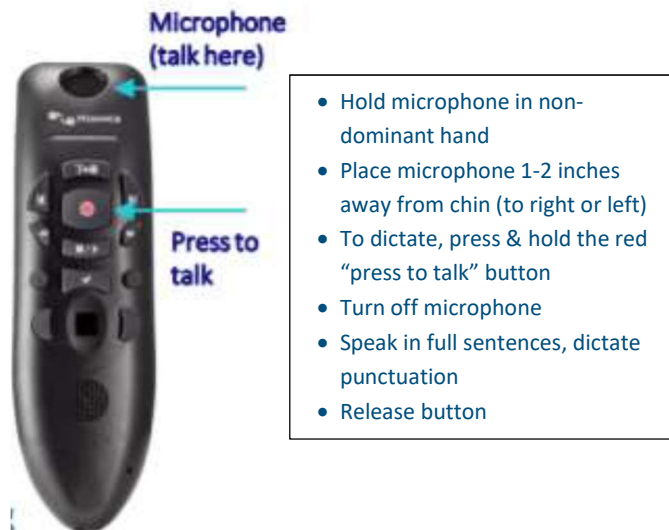 Microphone
(talk here)
Press to
talk
• Hold microphone in non-
dominant hand
• Place microphone 1-2 inches
away from chin (to right or left)
• To dictate, press & hold the red
“press to talk” button
• Turn off microphone
• Speak in full sentences, dictate
punctuation
• Release button